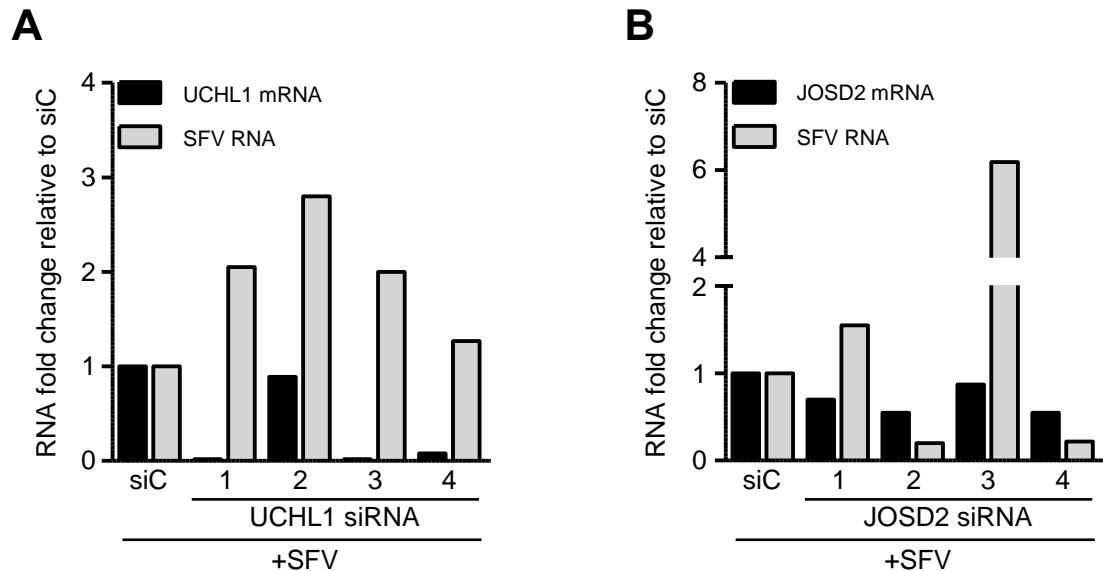 A
RNA fold change relative to siC
4
3
2
1
0
UCHL1 mRNA
SFV RNA
siC 1 2 3 4
UCHL1 siRNA
+SFV
B
RNA fold change relative to siC
8
6
4
2
1
0
JOSD2 mRNA
SFV RNA
siC 1 2 3 4
JOSD2 siRNA
+SFV